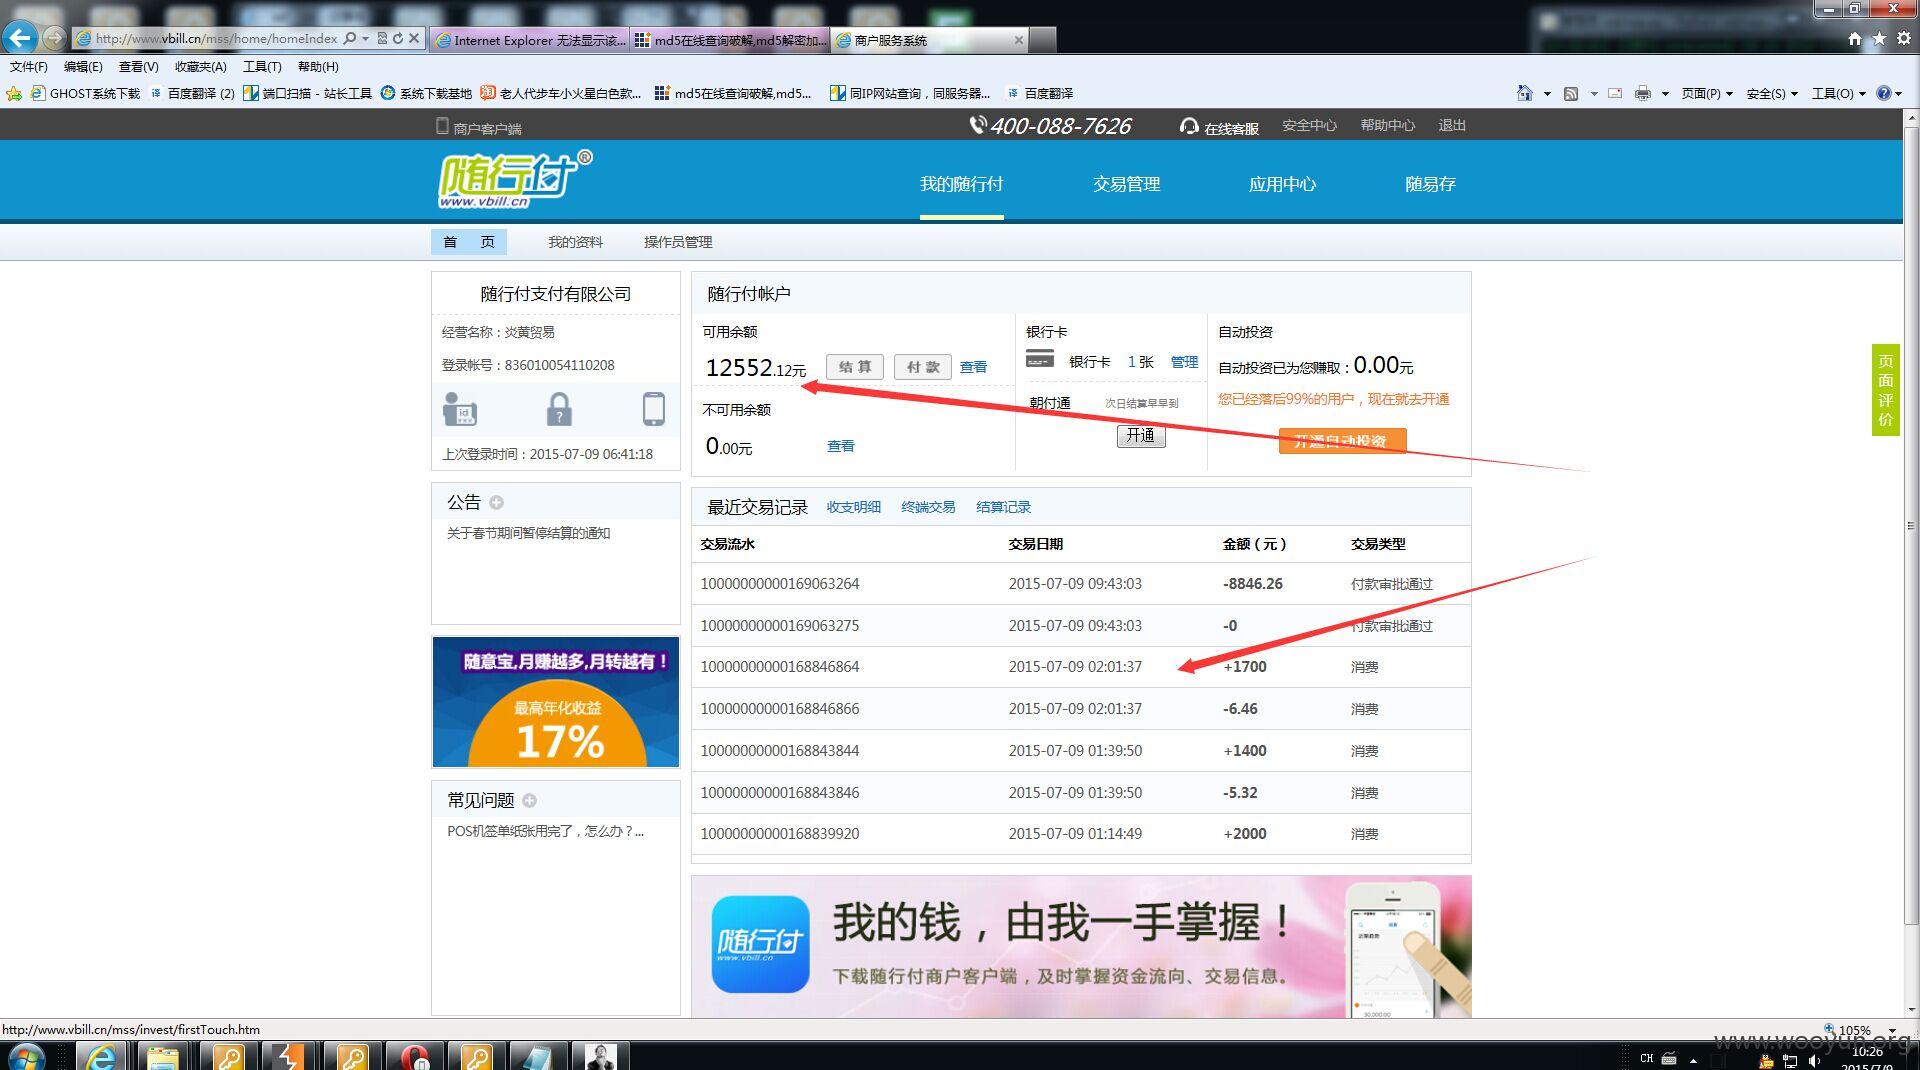 http://www.vbill.cn/mss/home/homeIndex
Internet Explorer 无法显示该...
md5在线查询破解,md5解密加...
商户服务系统
文件(F) 编辑(E) 查看(V) 收藏夹(A) 工具(T) 帮助(H)
GHOST系统下载 百度翻译 (2) 端口扫描 - 站长工具 系统下载基地 老人代步车小火星白色款... md5在线查询破解,md5... 同IP网站查询，同服务器... 百度翻译
页面(P) 安全(S) 工具(O)
商户客户端
400-088-7626 在线客服 安全中心 帮助中心 退出
随行付®
www.vbill.cn
我的随行付 交易管理 应用中心 随易存
首 页 我的资料 操作员管理
随行付支付有限公司
经营名称：炎黄贸易
登录帐号：836010054110208
id
上次登录时间：2015-07-09 06:41:18
公告
关于春节期间暂停结算的通知
随意宝,月赚越多,月转越有！
最高年化收益
17%
常见问题
POS机签单纸张用完了，怎么办？...
随行付帐户
可用余额
12552.12元 结 算 付 款 查看
不可用余额
0.00元 查看
银行卡
银行卡 1 张 管理
朝付通 次日结算早早到
开通
自动投资
自动投资已为您赚取：0.00元
您已经落后99%的用户，现在就去开通
开通自动投资
页面评价
最近交易记录 收支明细 终端交易 结算记录
交易流水 交易日期 金额（元） 交易类型
10000000000169063264 2015-07-09 09:43:03 -8846.26 付款审批通过
10000000000169063275 2015-07-09 09:43:03 -0 付款审批通过
10000000000168846864 2015-07-09 02:01:37 +1700 消费
10000000000168846866 2015-07-09 02:01:37 -6.46 消费
10000000000168843844 2015-07-09 01:39:50 +1400 消费
10000000000168843846 2015-07-09 01:39:50 -5.32 消费
10000000000168839920 2015-07-09 01:14:49 +2000 消费
随行付
www.vbill.cn
我的钱，由我一手掌握！
下载随行付商户客户端，及时掌握资金流向、交易信息。
30,000.00
http://www.vbill.cn/mss/invest/firstTouch.htm
105%
www.wooyun.org
CH
10:26
2015/7/9